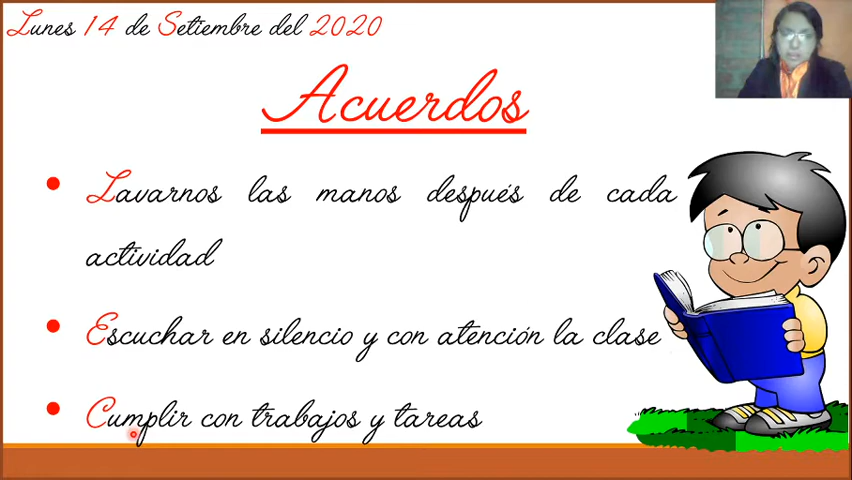 Lunes 14 de Setiembre del 2020
Acuerdos
• Lavarnos las manos después de cada
actividad
• Escuchar en silencio y con atención la clase
• Cumplir con trabajos y tareas